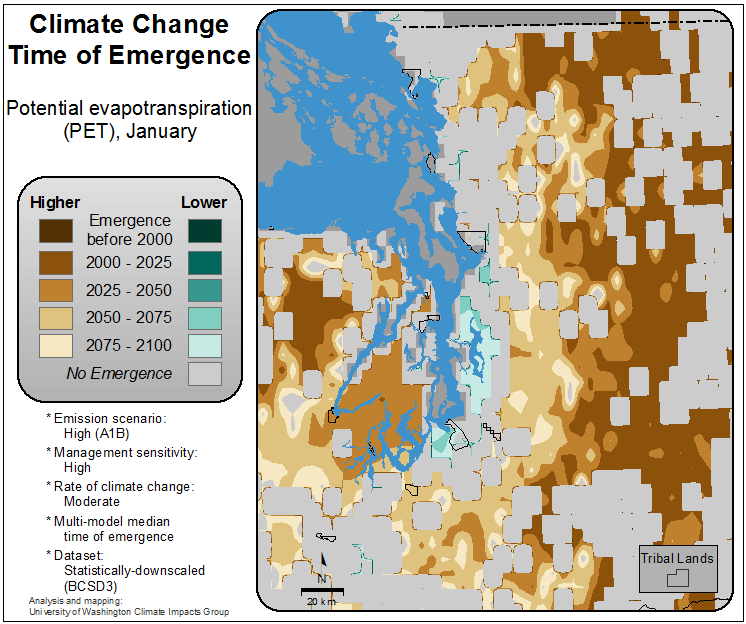 Climate Change
Time of Emergence
Potential evapotranspiration
(PET), January
Higher
Lower
Emergence
before 2000
2000 - 2025
2025 - 2050
2050 - 2075
2075 - 2100
No Emergence
* Emission scenario:
High (A1B)
* Management sensitivity:
High
* Rate of climate change:
Moderate
* Multi-model median
time of emergence
* Dataset:
Statistically-downscaled
(BCSD3)
Analysis and mapping:
University of Washington Climate Impacts Group
N
20 km
Tribal Lands